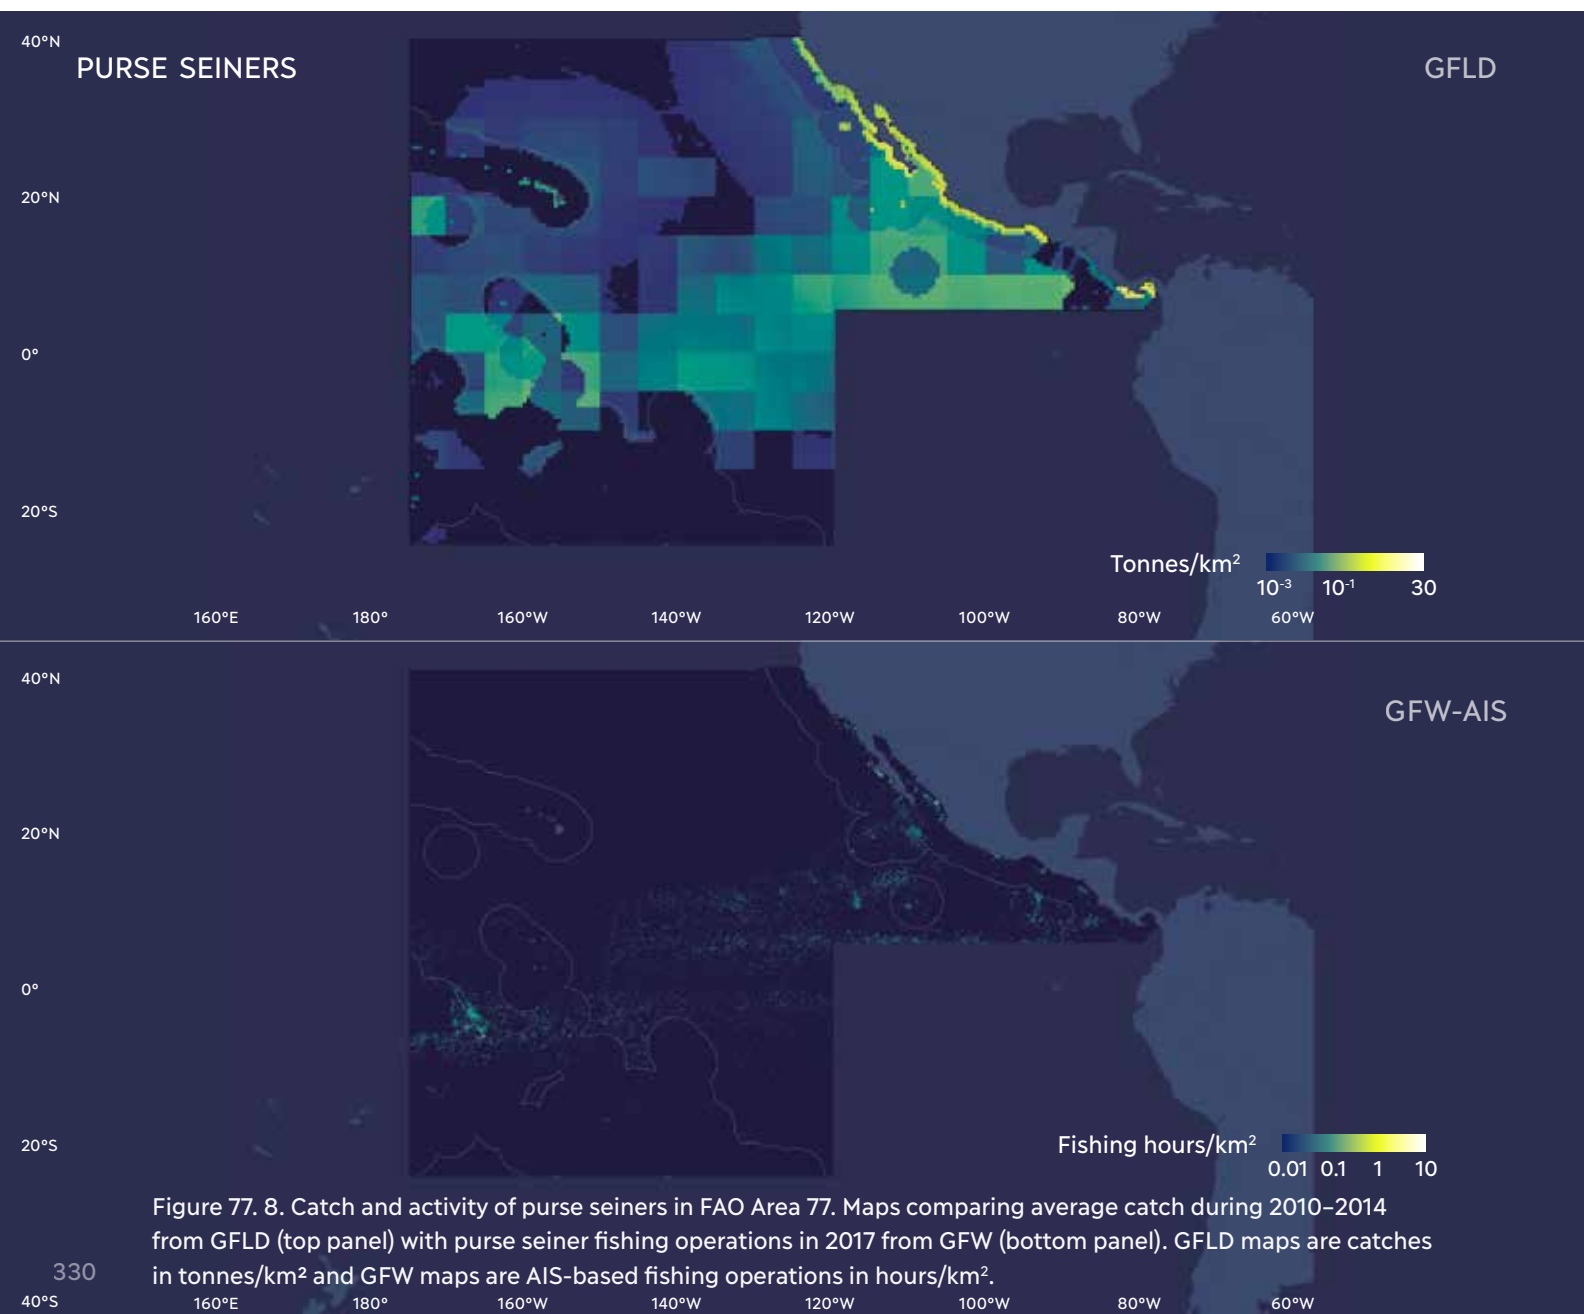 40°N
PURSE SEINERS
GFLD
20°N
0°
20°S
Tonnes/km²
10⁻³ 10⁻¹ 30
160°E 180° 160°W 140°W 120°W 100°W 80°W 60°W
40°N
GFW-AIS
20°N
0°
20°S
Fishing hours/km²
0.01 0.1 1 10
Figure 77. 8. Catch and activity of purse seiners in FAO Area 77. Maps comparing average catch during 2010–2014
from GFLD (top panel) with purse seiner fishing operations in 2017 from GFW (bottom panel). GFLD maps are catches
in tonnes/km² and GFW maps are AIS-based fishing operations in hours/km².
330
40°S
160°E 180° 160°W 140°W 120°W 100°W 80°W 60°W